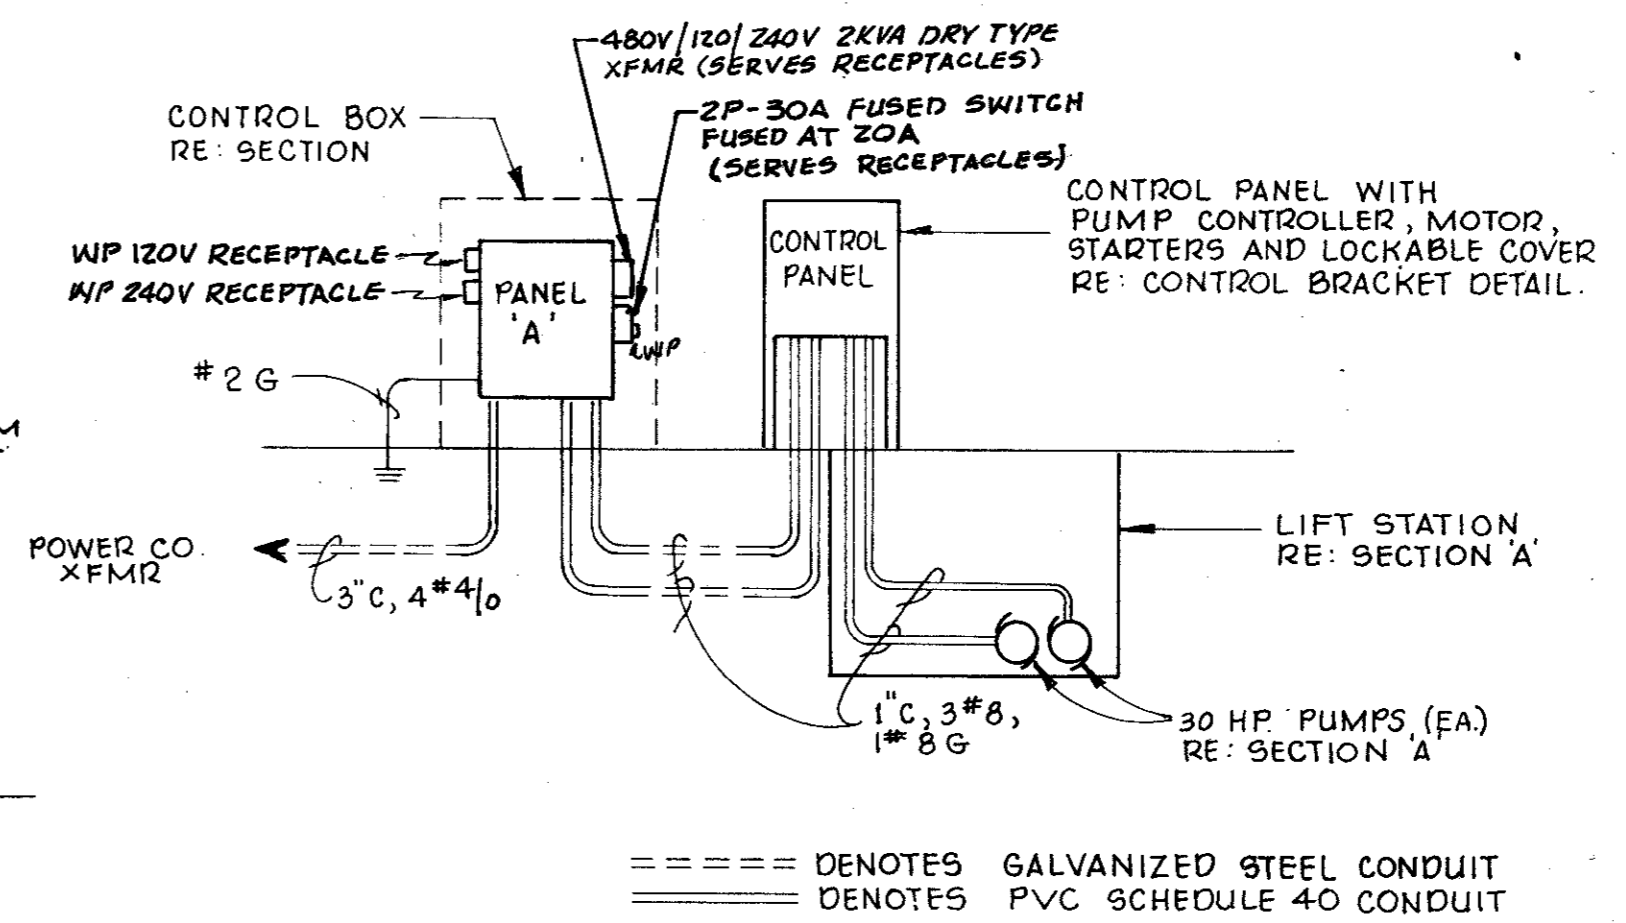 480V/120/240V 2KVA DRY TYPE
XFMR (SERVES RECEPTACLES)
2P-30A FUSED SWITCH
FUSED AT 20A
(SERVES RECEPTACLES)
CONTROL BOX
RE: SECTION
CONTROL PANEL WITH
PUMP CONTROLLER, MOTOR,
STARTERS AND LOCKABLE COVER
RE: CONTROL BRACKET DETAIL.
WP 120V RECEPTACLE
WP 240V RECEPTACLE
PANEL
'A'
CONTROL
PANEL
WP
#2 G
POWER CO.
XFMR
3"C, 4#4/0
LIFT STATION
RE: SECTION 'A'
1"C, 3#8,
1#8G
30 HP. PUMPS (EA.)
RE: SECTION 'A'
DENOTES GALVANIZED STEEL CONDUIT
DENOTES PVC SCHEDULE 40 CONDUIT